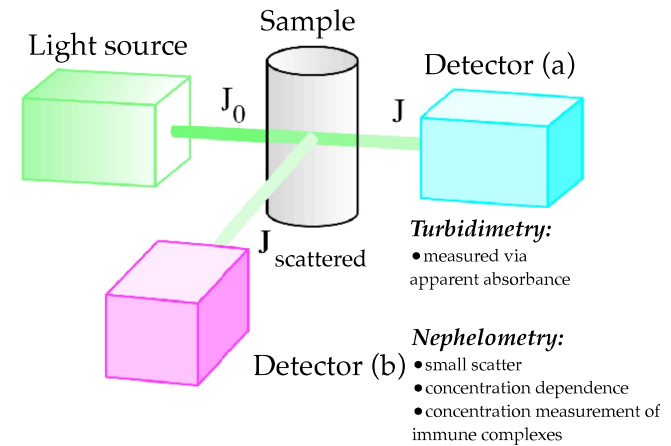 Sample
Light source
Detector (a)
J0
J
Turbidimetry:
•measured via
apparent absorbance
J scattered
Nephelometry:
•small scatter
Detector (b)
•concentration dependence
•concentration measurement of
immune complexes